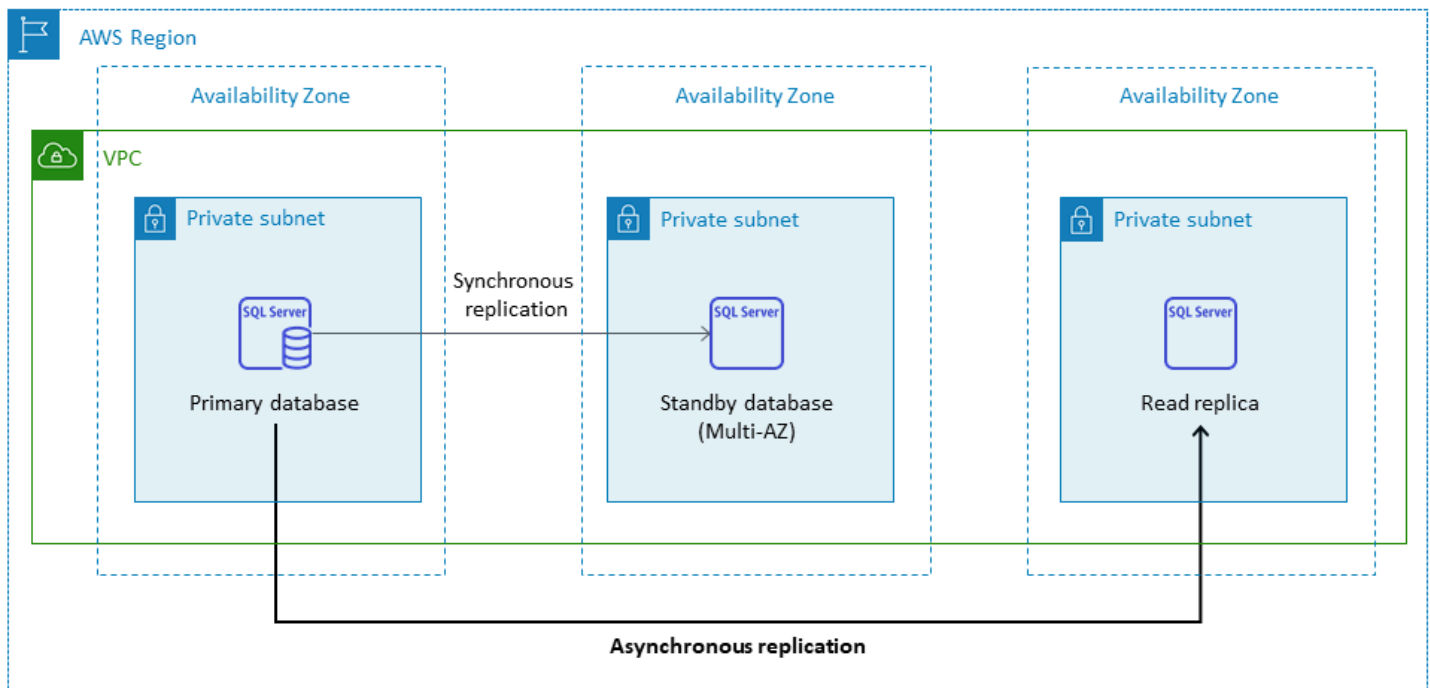 AWS Region
Availability Zone
Availability Zone
Availability Zone
VPC
Private subnet
Private subnet
Private subnet
Synchronous
replication
SQL Server
SQL Server
SQL Server
Primary database
Standby database
(Multi-AZ)
Read replica
Asynchronous replication